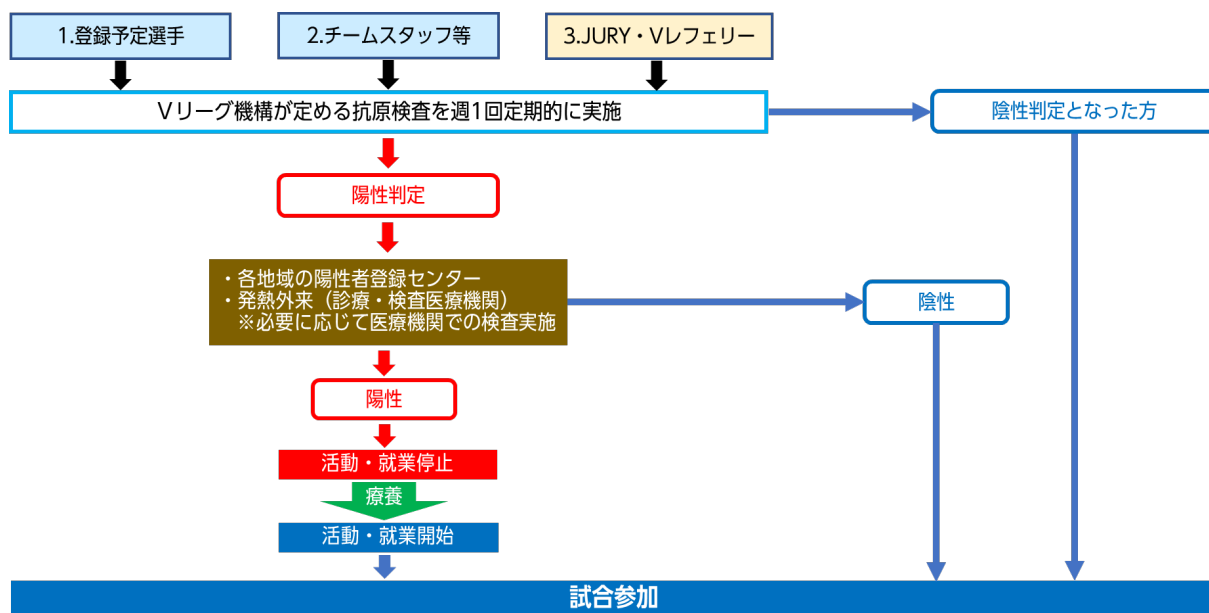 1.登録予定選手
2.チームスタッフ等
3.JURY・Vレフェリー
Vリーグ機構が定める抗原検査を週1回定期的に実施
陰性判定となった方
陽性判定
・各地域の陽性者登録センター
・発熱外来（診療・検査医療機関）
※必要に応じて医療機関での検査実施
陰性
陽性
活動・就業停止
療養
活動・就業開始
試合参加